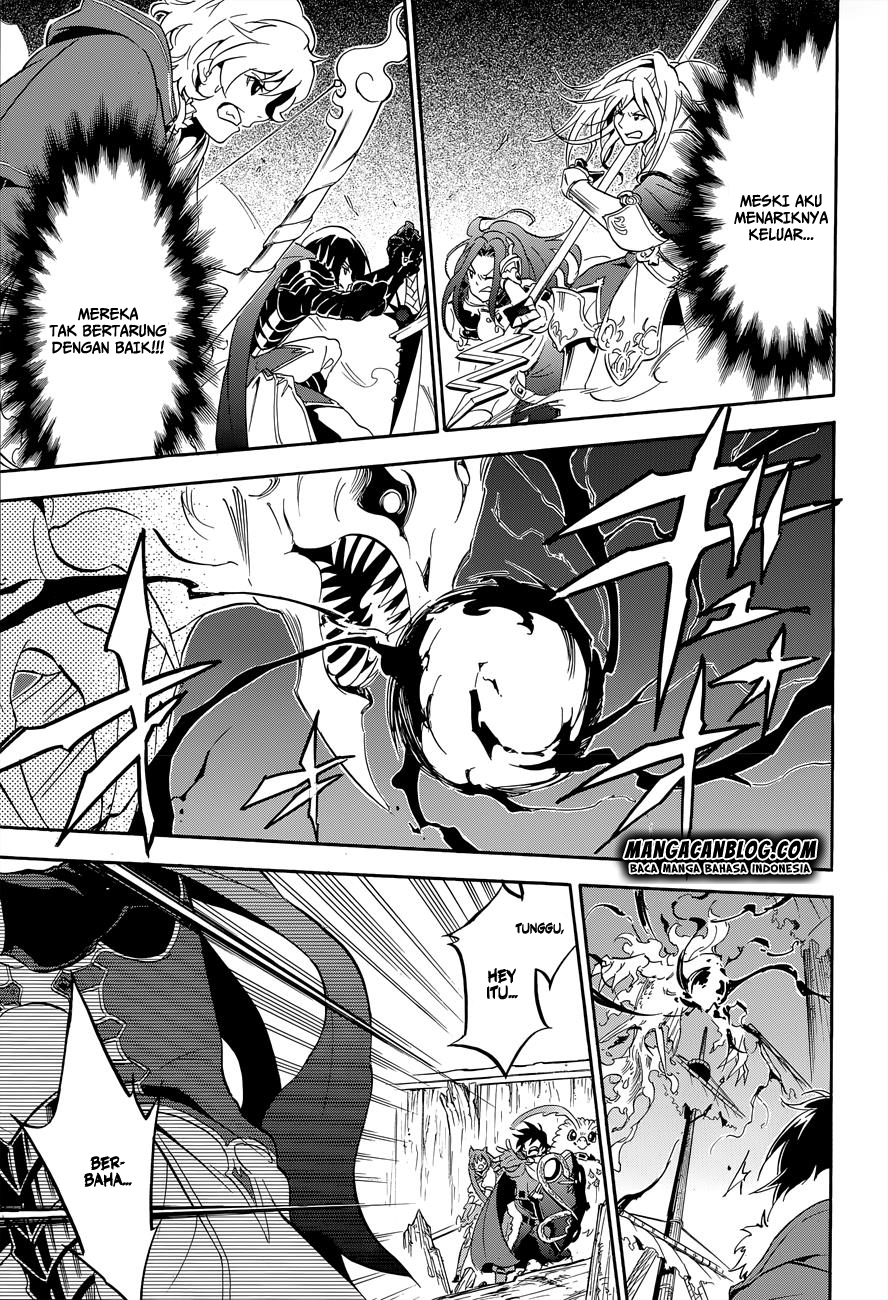 MESKI AKU
MENARIKNYA
KELUAR...
MEREKA
TAK BERTARUNG
DENGAN BAIK!!!
MANGACANBLOG.COM
BACA MANGA BAHASA INDONESIA
TUNGGU,
HEY
ITU...
BER-
BAHA...